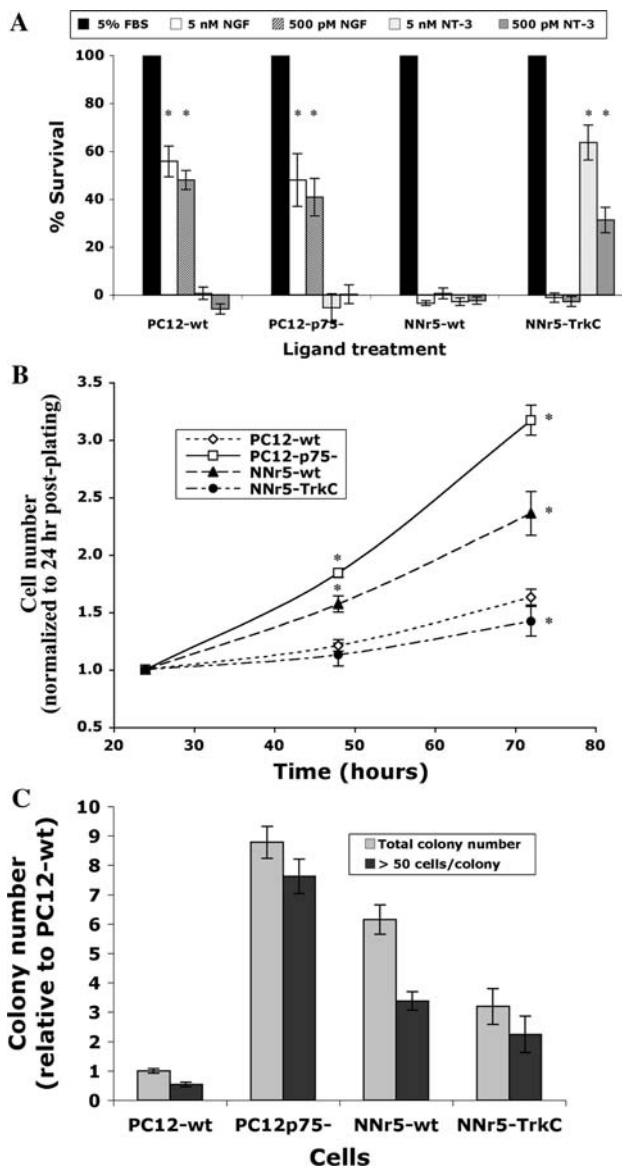 A
5% FBS 5 nM NGF 500 pM NGF 5 nM NT-3 500 pM NT-3
100
80
60
40
20
0
% Survival
* * * * * *
PC12-wt PC12-p75- NNr5-wt NNr5-TrkC
Ligand treatment
B
3.5
3.0
2.5
2.0
1.5
1.0
0.5
Cell number
(normalized to 24 hr post-plating)
PC12-wt
PC12-p75-
NNr5-wt
NNr5-TrkC
*
*
*
*
*
20 30 40 50 60 70 80
Time (hours)
C
10
9
8
7
6
5
4
3
2
1
0
Colony number
(relative to PC12-wt)
Total colony number
> 50 cells/colony
PC12-wt PC12p75- NNr5-wt NNr5-TrkC
Cells